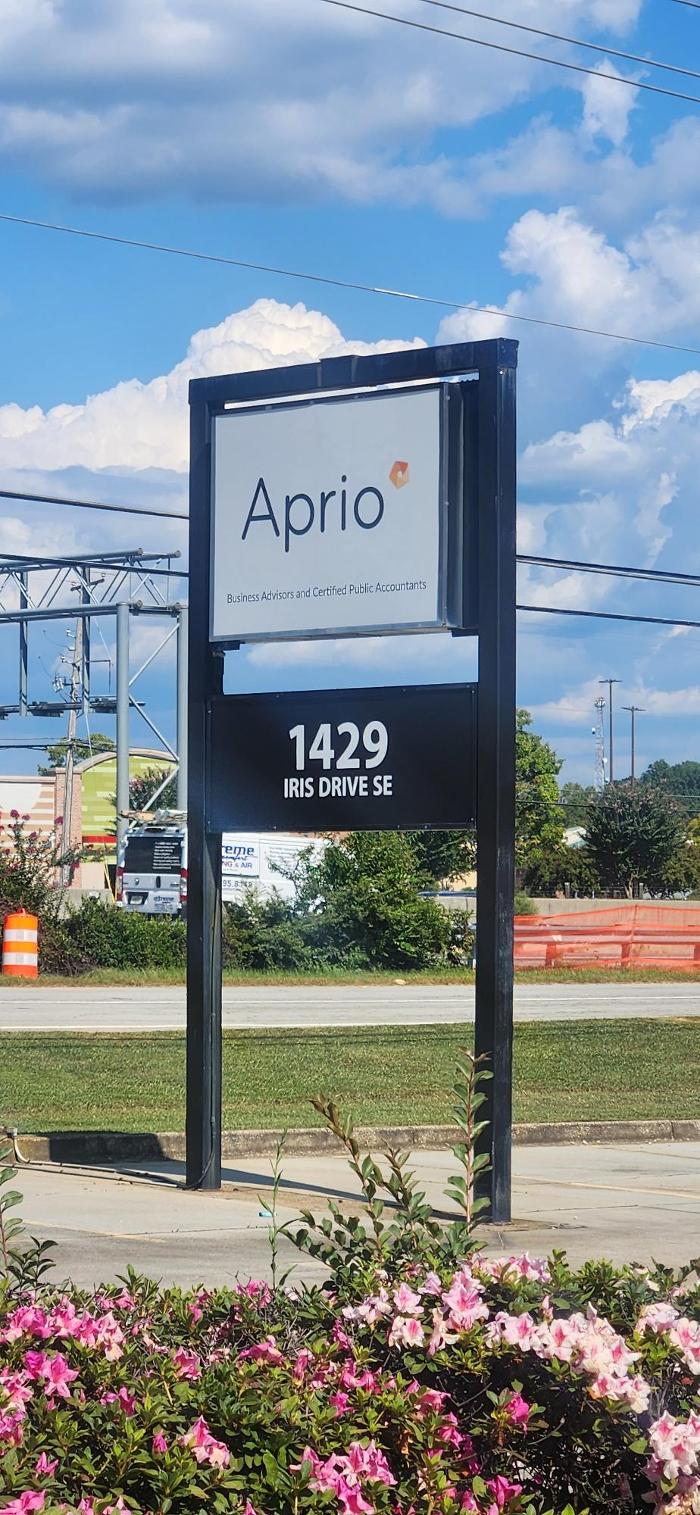 Aprio
Business Advisors and Certified Public Accountants
1429
IRIS DRIVE SE